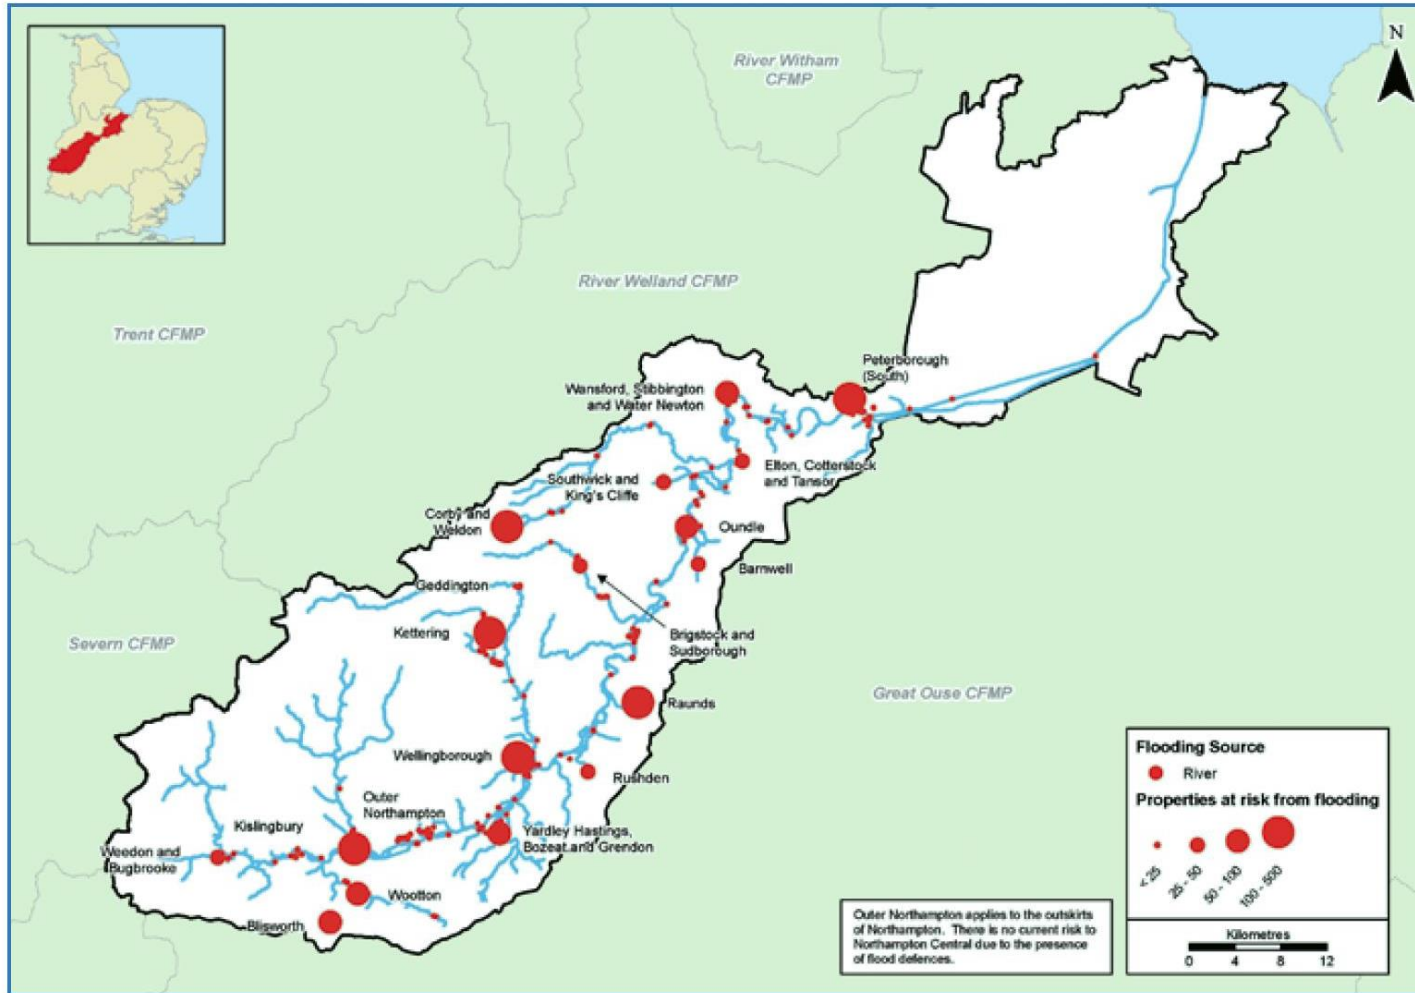 River Witham
CFMP
N
River Welland CFMP
Trent CFMP
Peterborough
(South)
Wansford, Stibbington
and Water Newton
Elton, Cotterstock
and Tansor
Southwick and
King's Cliffe
Corby and
Weldon
Oundle
Barnwell
Geddington
Kettering
Brigstock and
Sudborough
Severn CFMP
Great Ouse CFMP
Raunds
Wellingborough
Rushden
Outer
Northampton
Kislingbury
Yardley Hastings,
Bozeat and Grendon
Weedon and
Bugbrooke
Wootton
Blisworth
Flooding Source
River
Properties at risk from flooding
< 25
25 - 50
50 - 100
100 - 500
Kilometres
0 4 8 12
Outer Northampton applies to the outskirts
of Northampton. There is no current risk to
Northampton Central due to the presence
of flood defences.